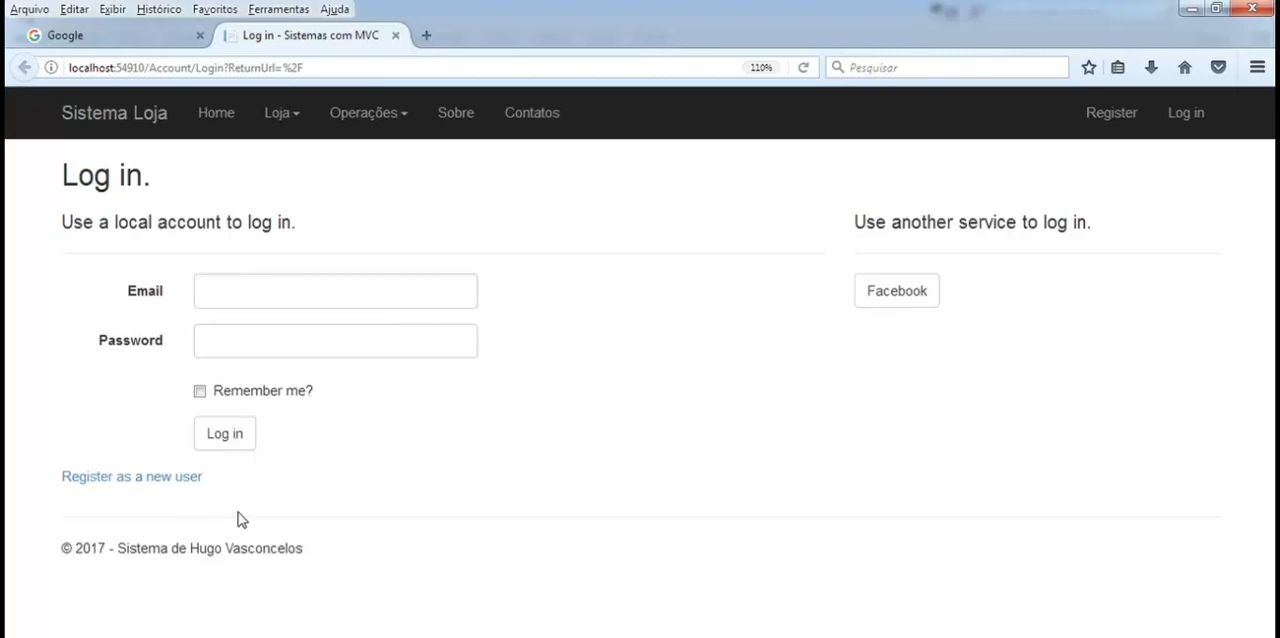 Arquivo Editar Exibir Histórico Favoritos Ferramentas Ajuda
Google
Log in - Sistemas com MVC
localhost:54910/Account/Login?ReturnUrl=%2F
110%
Pesquisar
Sistema Loja Home Loja Operações Sobre Contatos Register Log in
Log in.
Use a local account to log in.
Use another service to log in.
Email
Facebook
Password
Remember me?
Log in
Register as a new user
© 2017 - Sistema de Hugo Vasconcelos